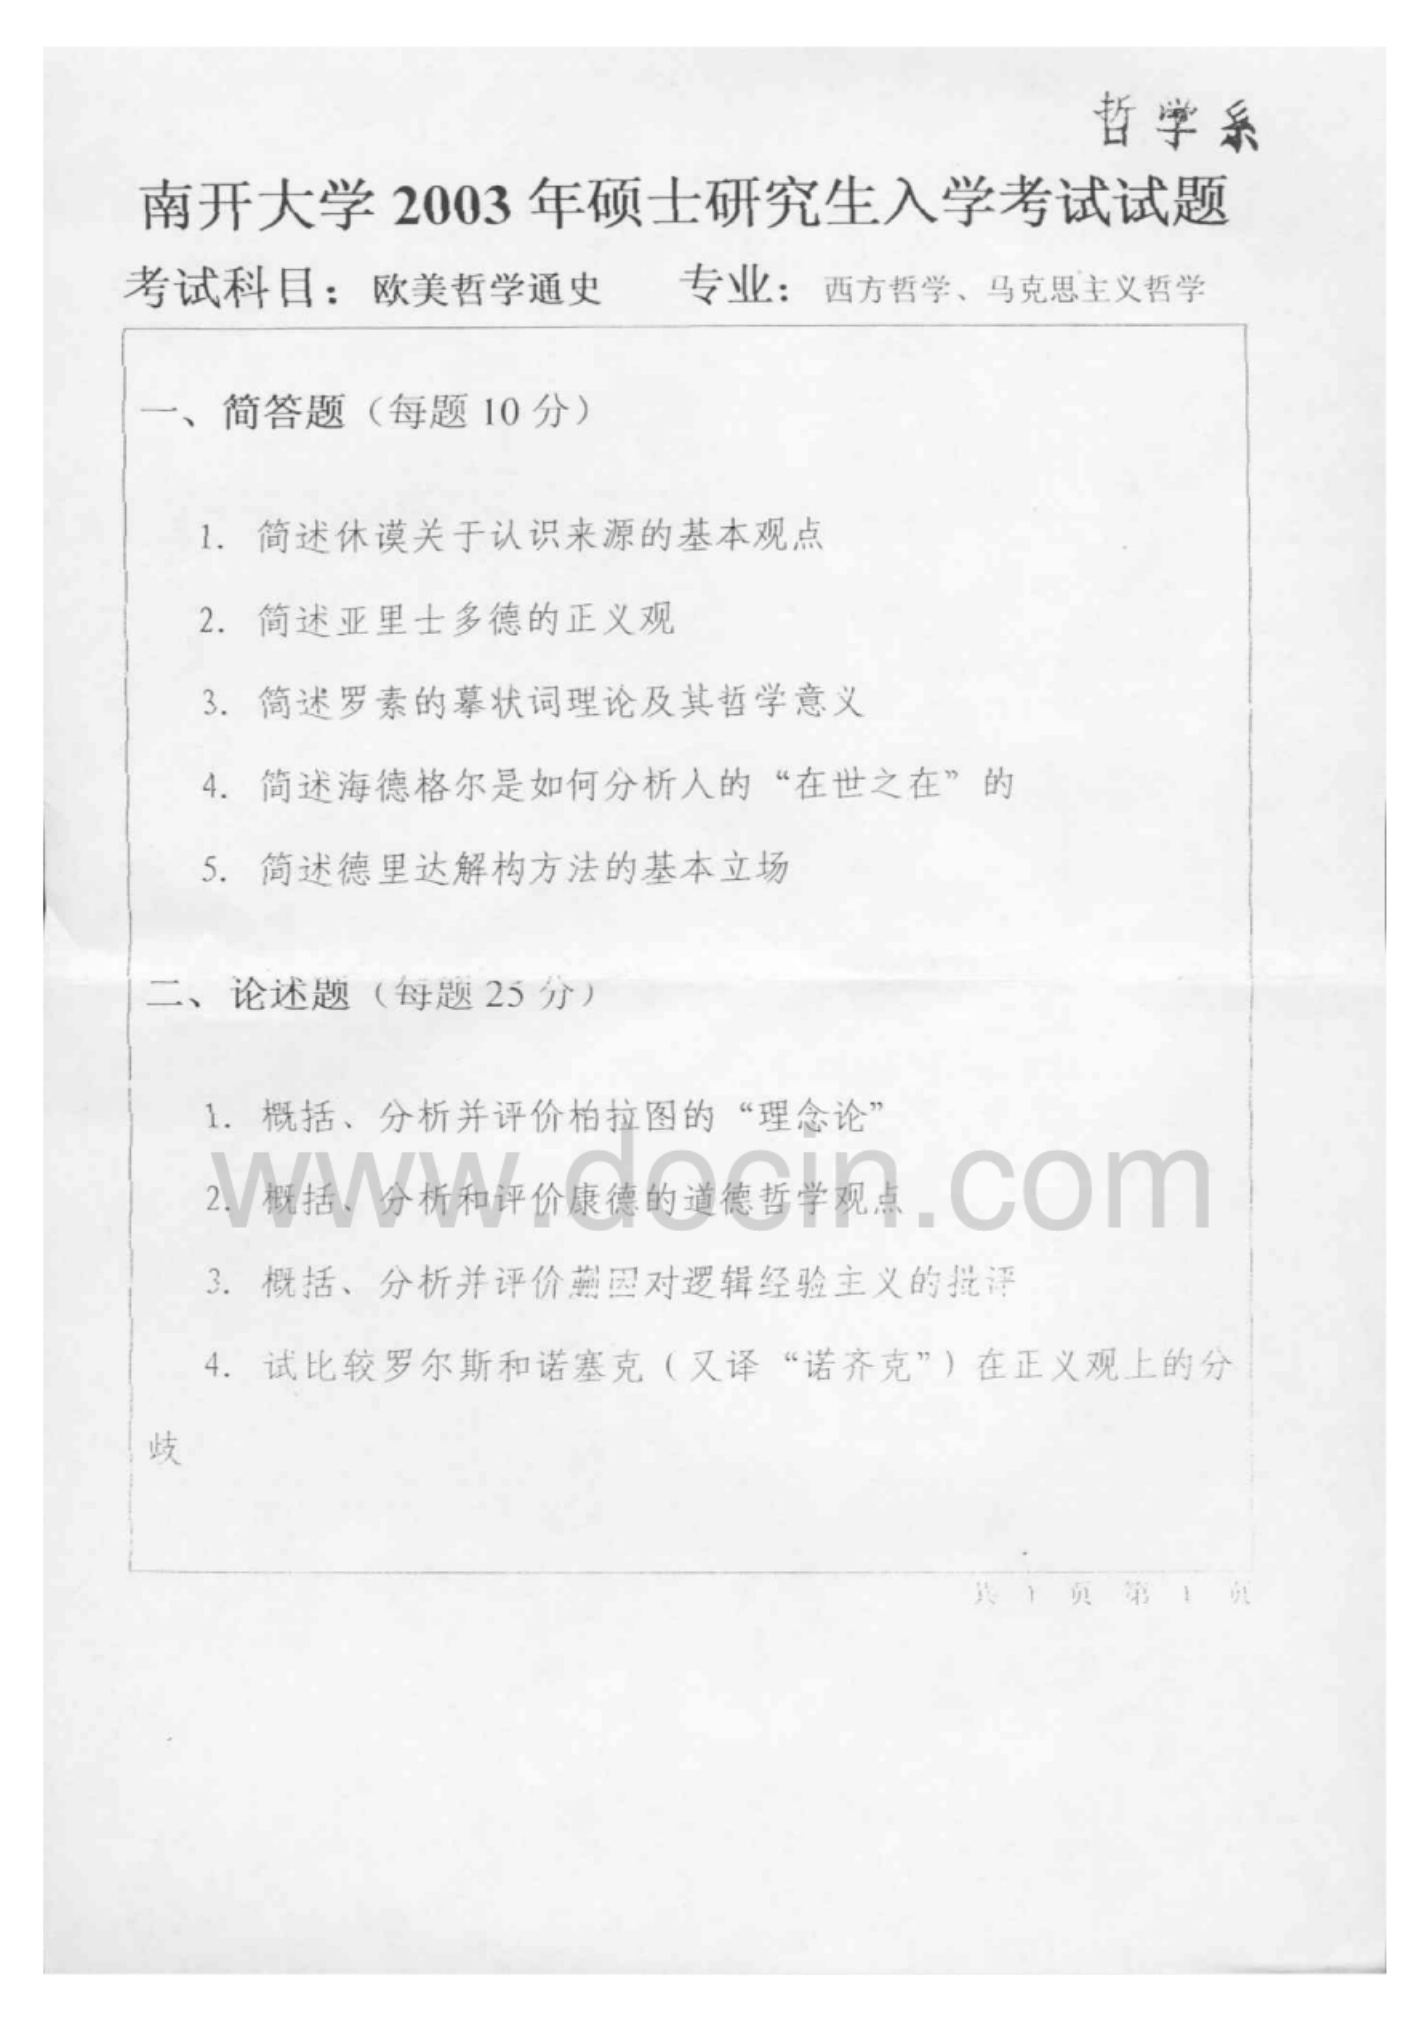 哲学系
南开大学 2003 年硕士研究生入学考试试题
考试科目：欧美哲学通史 专业：西方哲学、马克思主义哲学
一、简答题（每题 10 分）
1. 简述休谟关于认识来源的基本观点
2. 简述亚里士多德的正义观
3. 简述罗素的摹状词理论及其哲学意义
4. 简述海德格尔是如何分析人的“在世之在”的
5. 简述德里达解构方法的基本立场
二、论述题（每题 25 分）
1. 概括、分析并评价柏拉图的“理念论”
www.docin.com
2. 概括、分析和评价康德的道德哲学观点
3. 概括、分析并评价蒯因对逻辑经验主义的批评
4. 试比较罗尔斯和诺塞克（又译“诺齐克”）在正义观上的分
歧
共 1 页 第 1 页